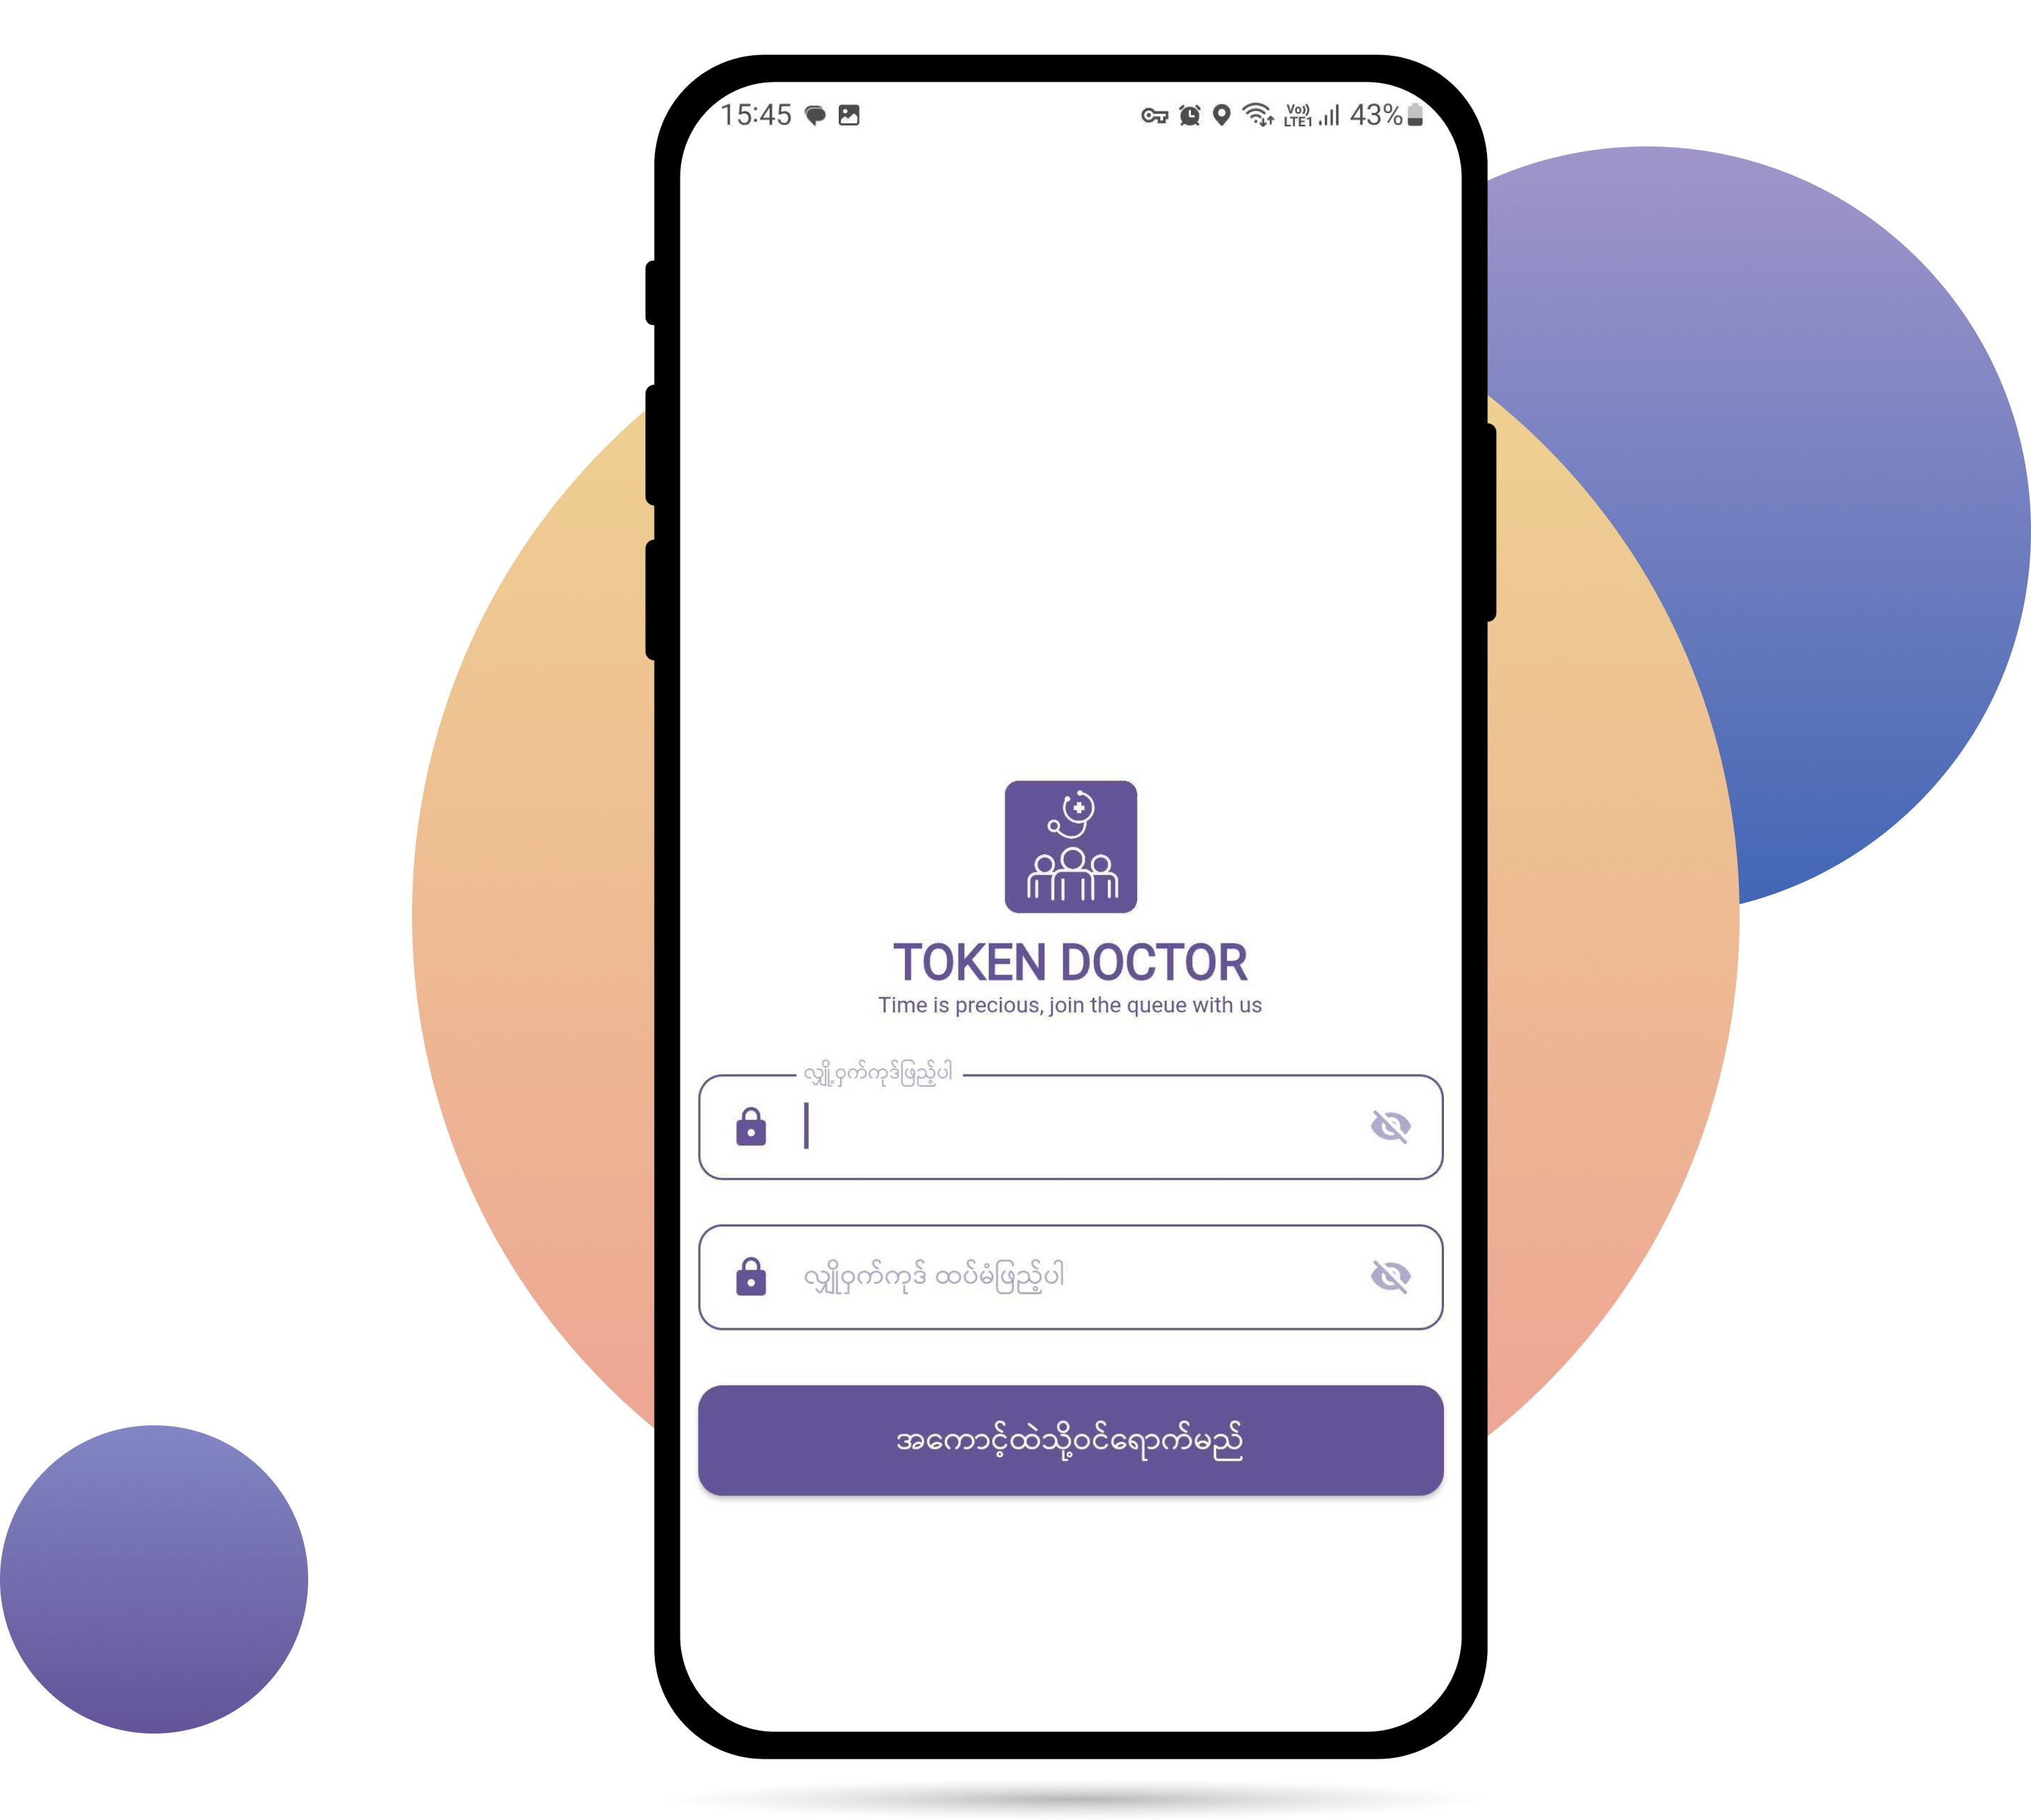 15:45
Vo)) LTE1 43%
TOKEN DOCTOR
Time is precious, join the queue with us
လျှို့ဝှက်ကုဒ်ဖြည့်ပါ
လျှိုဝှက်ကုဒ် ထပ်မံဖြည့်ပါ
အကောင့်ထဲသို့ဝင်ရောက်မည်